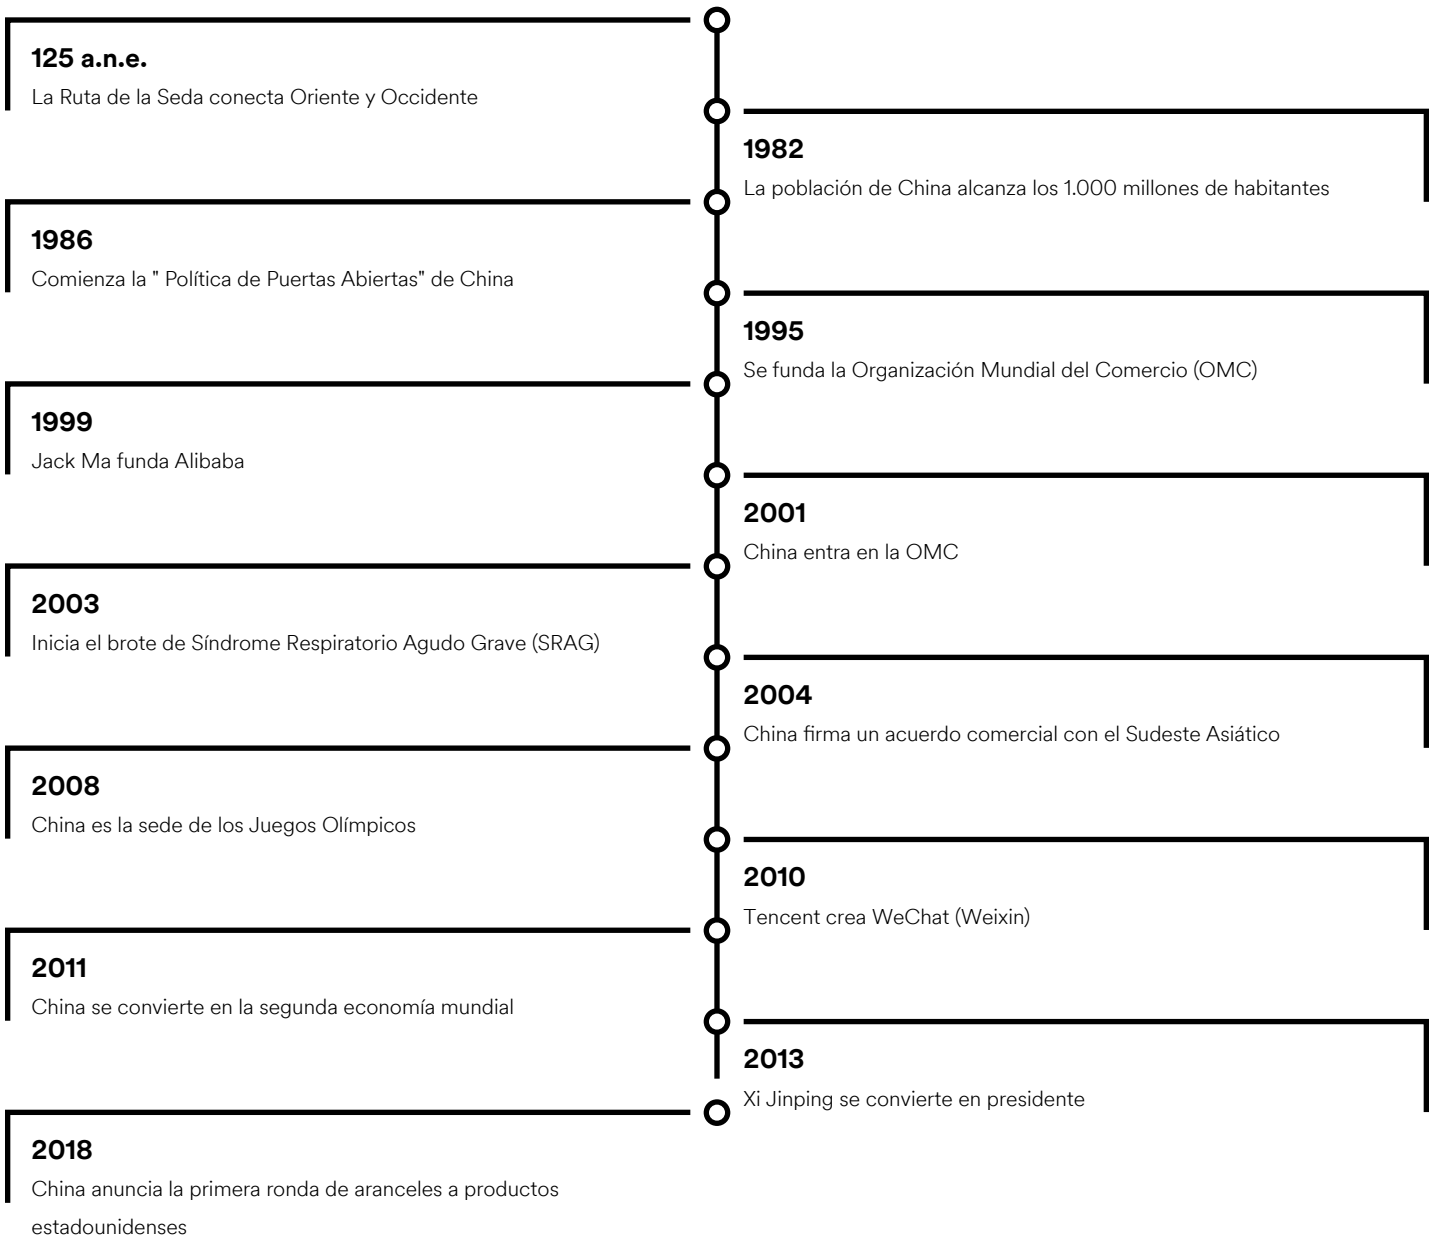 125 a.n.e.
La Ruta de la Seda conecta Oriente y Occidente
1982
La población de China alcanza los 1.000 millones de habitantes
1986
Comienza la " Política de Puertas Abiertas" de China
1995
Se funda la Organización Mundial del Comercio (OMC)
1999
Jack Ma funda Alibaba
2001
China entra en la OMC
2003
Inicia el brote de Síndrome Respiratorio Agudo Grave (SRAG)
2004
China firma un acuerdo comercial con el Sudeste Asiático
2008
China es la sede de los Juegos Olímpicos
2010
Tencent crea WeChat (Weixin)
2011
China se convierte en la segunda economía mundial
2013
Xi Jinping se convierte en presidente
2018
China anuncia la primera ronda de aranceles a productos
estadounidenses